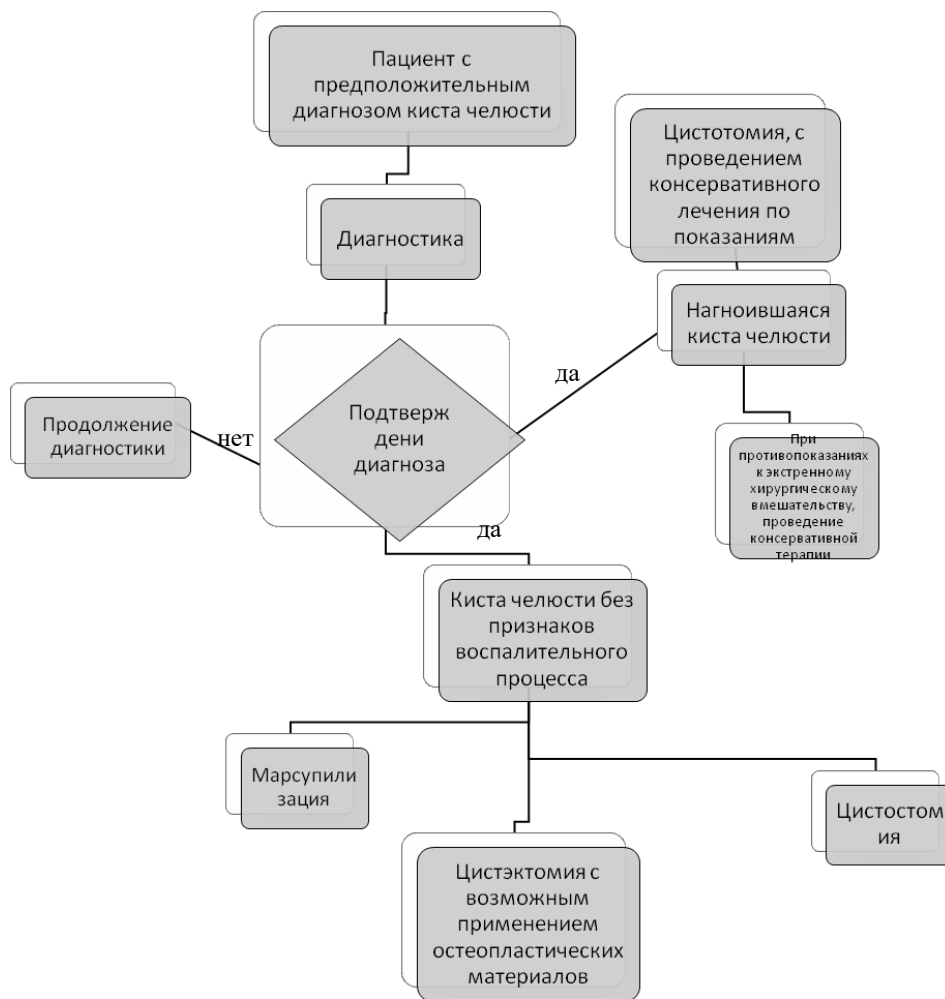 Пациент с
предположительным
диагнозом киста челюсти
Цистотомия, с
проведением
консервативного
лечения по
показаниям
Диагностика
Нагноившаяся
киста челюсти
да
Подтверж
дени
диагноза
нет
Продолжение
диагностики
При
противопоказаниях
к экстренному
хирургическому
вмешательству,
проведение
консервативной
терапии
да
Киста челюсти без
признаков
воспалительного
процесса
Марсупили
зация
Цистостом
ия
Цистэктомия с
возможным
применением
остеопластических
материалов